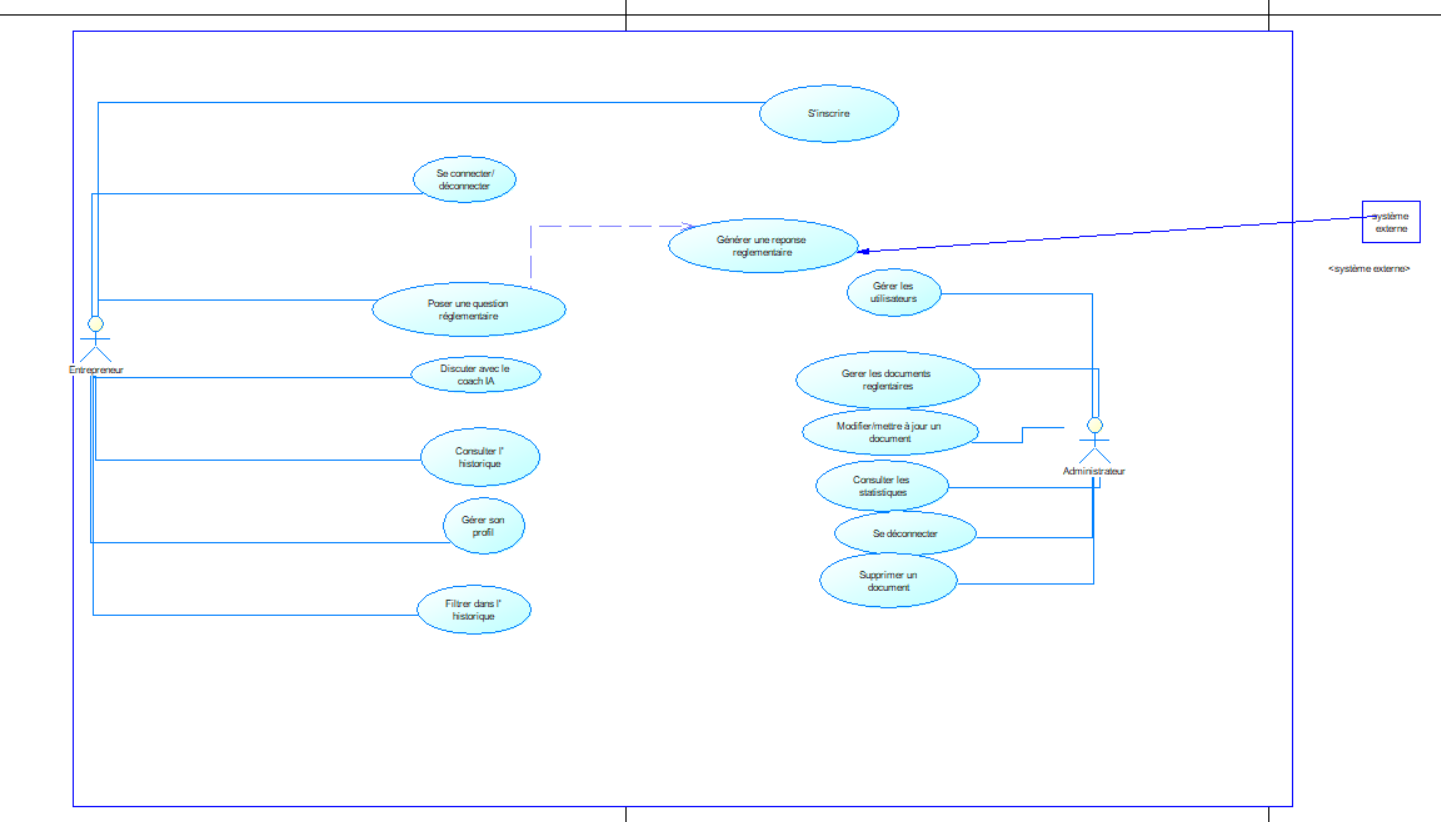 S'inscrire
Se connecter/
déconnecter
Générer une reponse
reglementaire
système
externe
<système externe>
Gérer les
utilisateurs
Poser une question
réglementaire
Entrepreneur
Discuter avec le
coach IA
Gerer les documents
reglentaires
Modifier/mettre à jour un
document
Administrateur
Consulter l'
historique
Consulter les
statistiques
Gérer son
profil
Se déconnecter
Supprimer un
document
Filtrer dans l'
historique